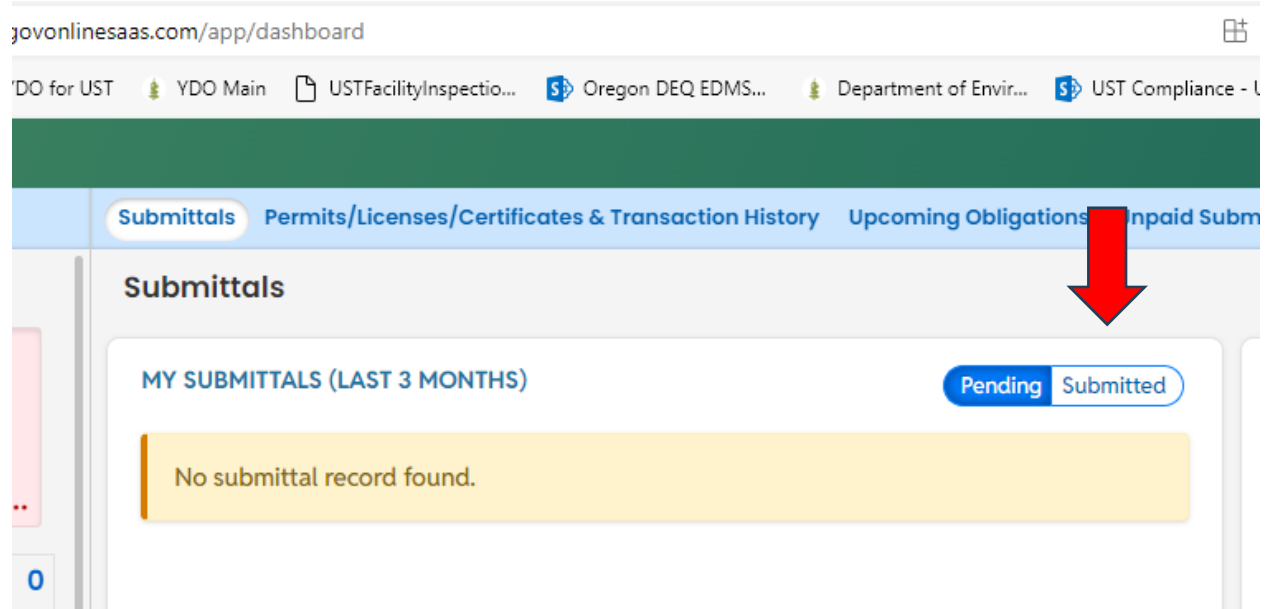 govonlinesaas.com/app/dashboard
YDO for UST YDO Main USTFacilityInspectio... Oregon DEQ EDMS... Department of Envir... UST Compliance - U
Submittals Permits/Licenses/Certificates & Transaction History Upcoming Obligations Unpaid Subm
Submittals
MY SUBMITTALS (LAST 3 MONTHS) Pending Submitted
No submittal record found.
..
0